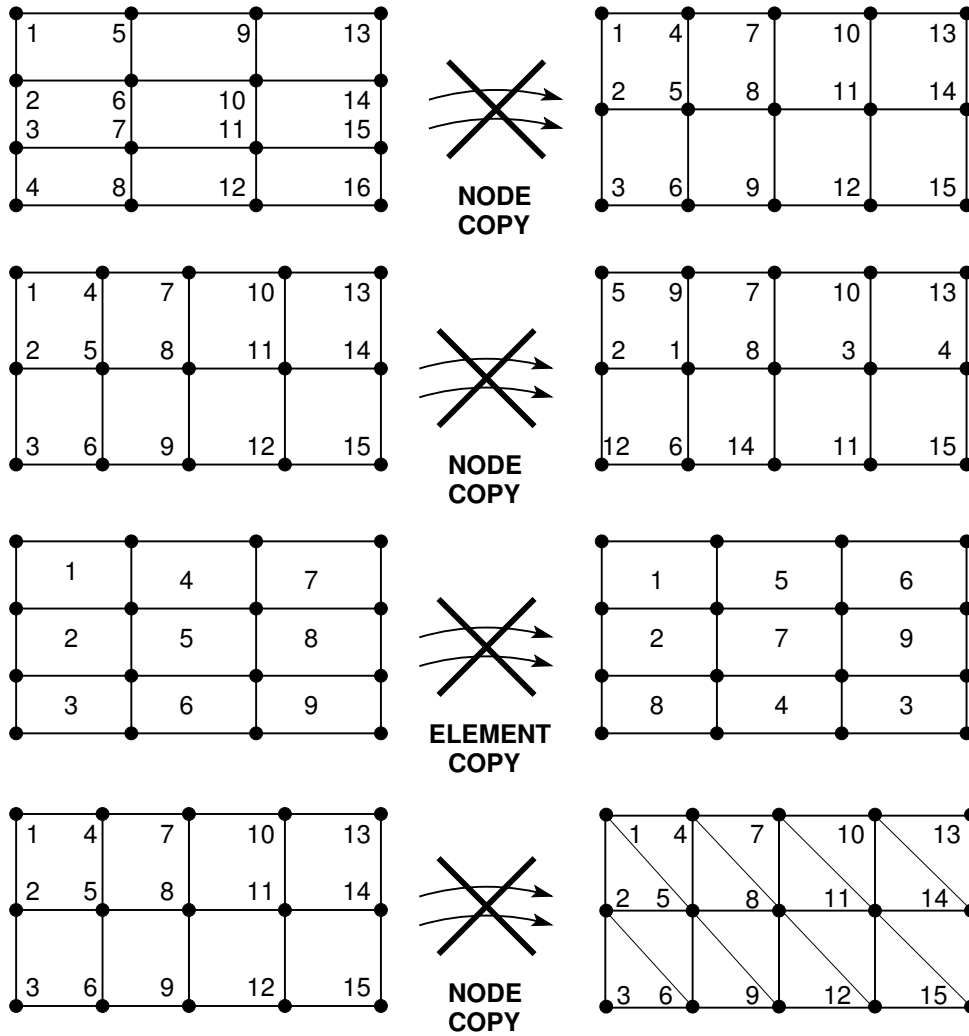 1 5 9 13
2 6 10 14
3 7 11 15
4 8 12 16
NODE
COPY
1 4 7 10 13
2 5 8 11 14
3 6 9 12 15
1 4 7 10 13
2 5 8 11 14
3 6 9 12 15
NODE
COPY
5 9 7 10 13
2 1 8 3 4
12 6 14 11 15
1 4 7
2 5 8
3 6 9
ELEMENT
COPY
1 5 6
2 7 9
8 4 3
1 4 7 10 13
2 5 8 11 14
3 6 9 12 15
NODE
COPY
1 4 7 10 13
2 5 8 11 14
3 6 9 12 15